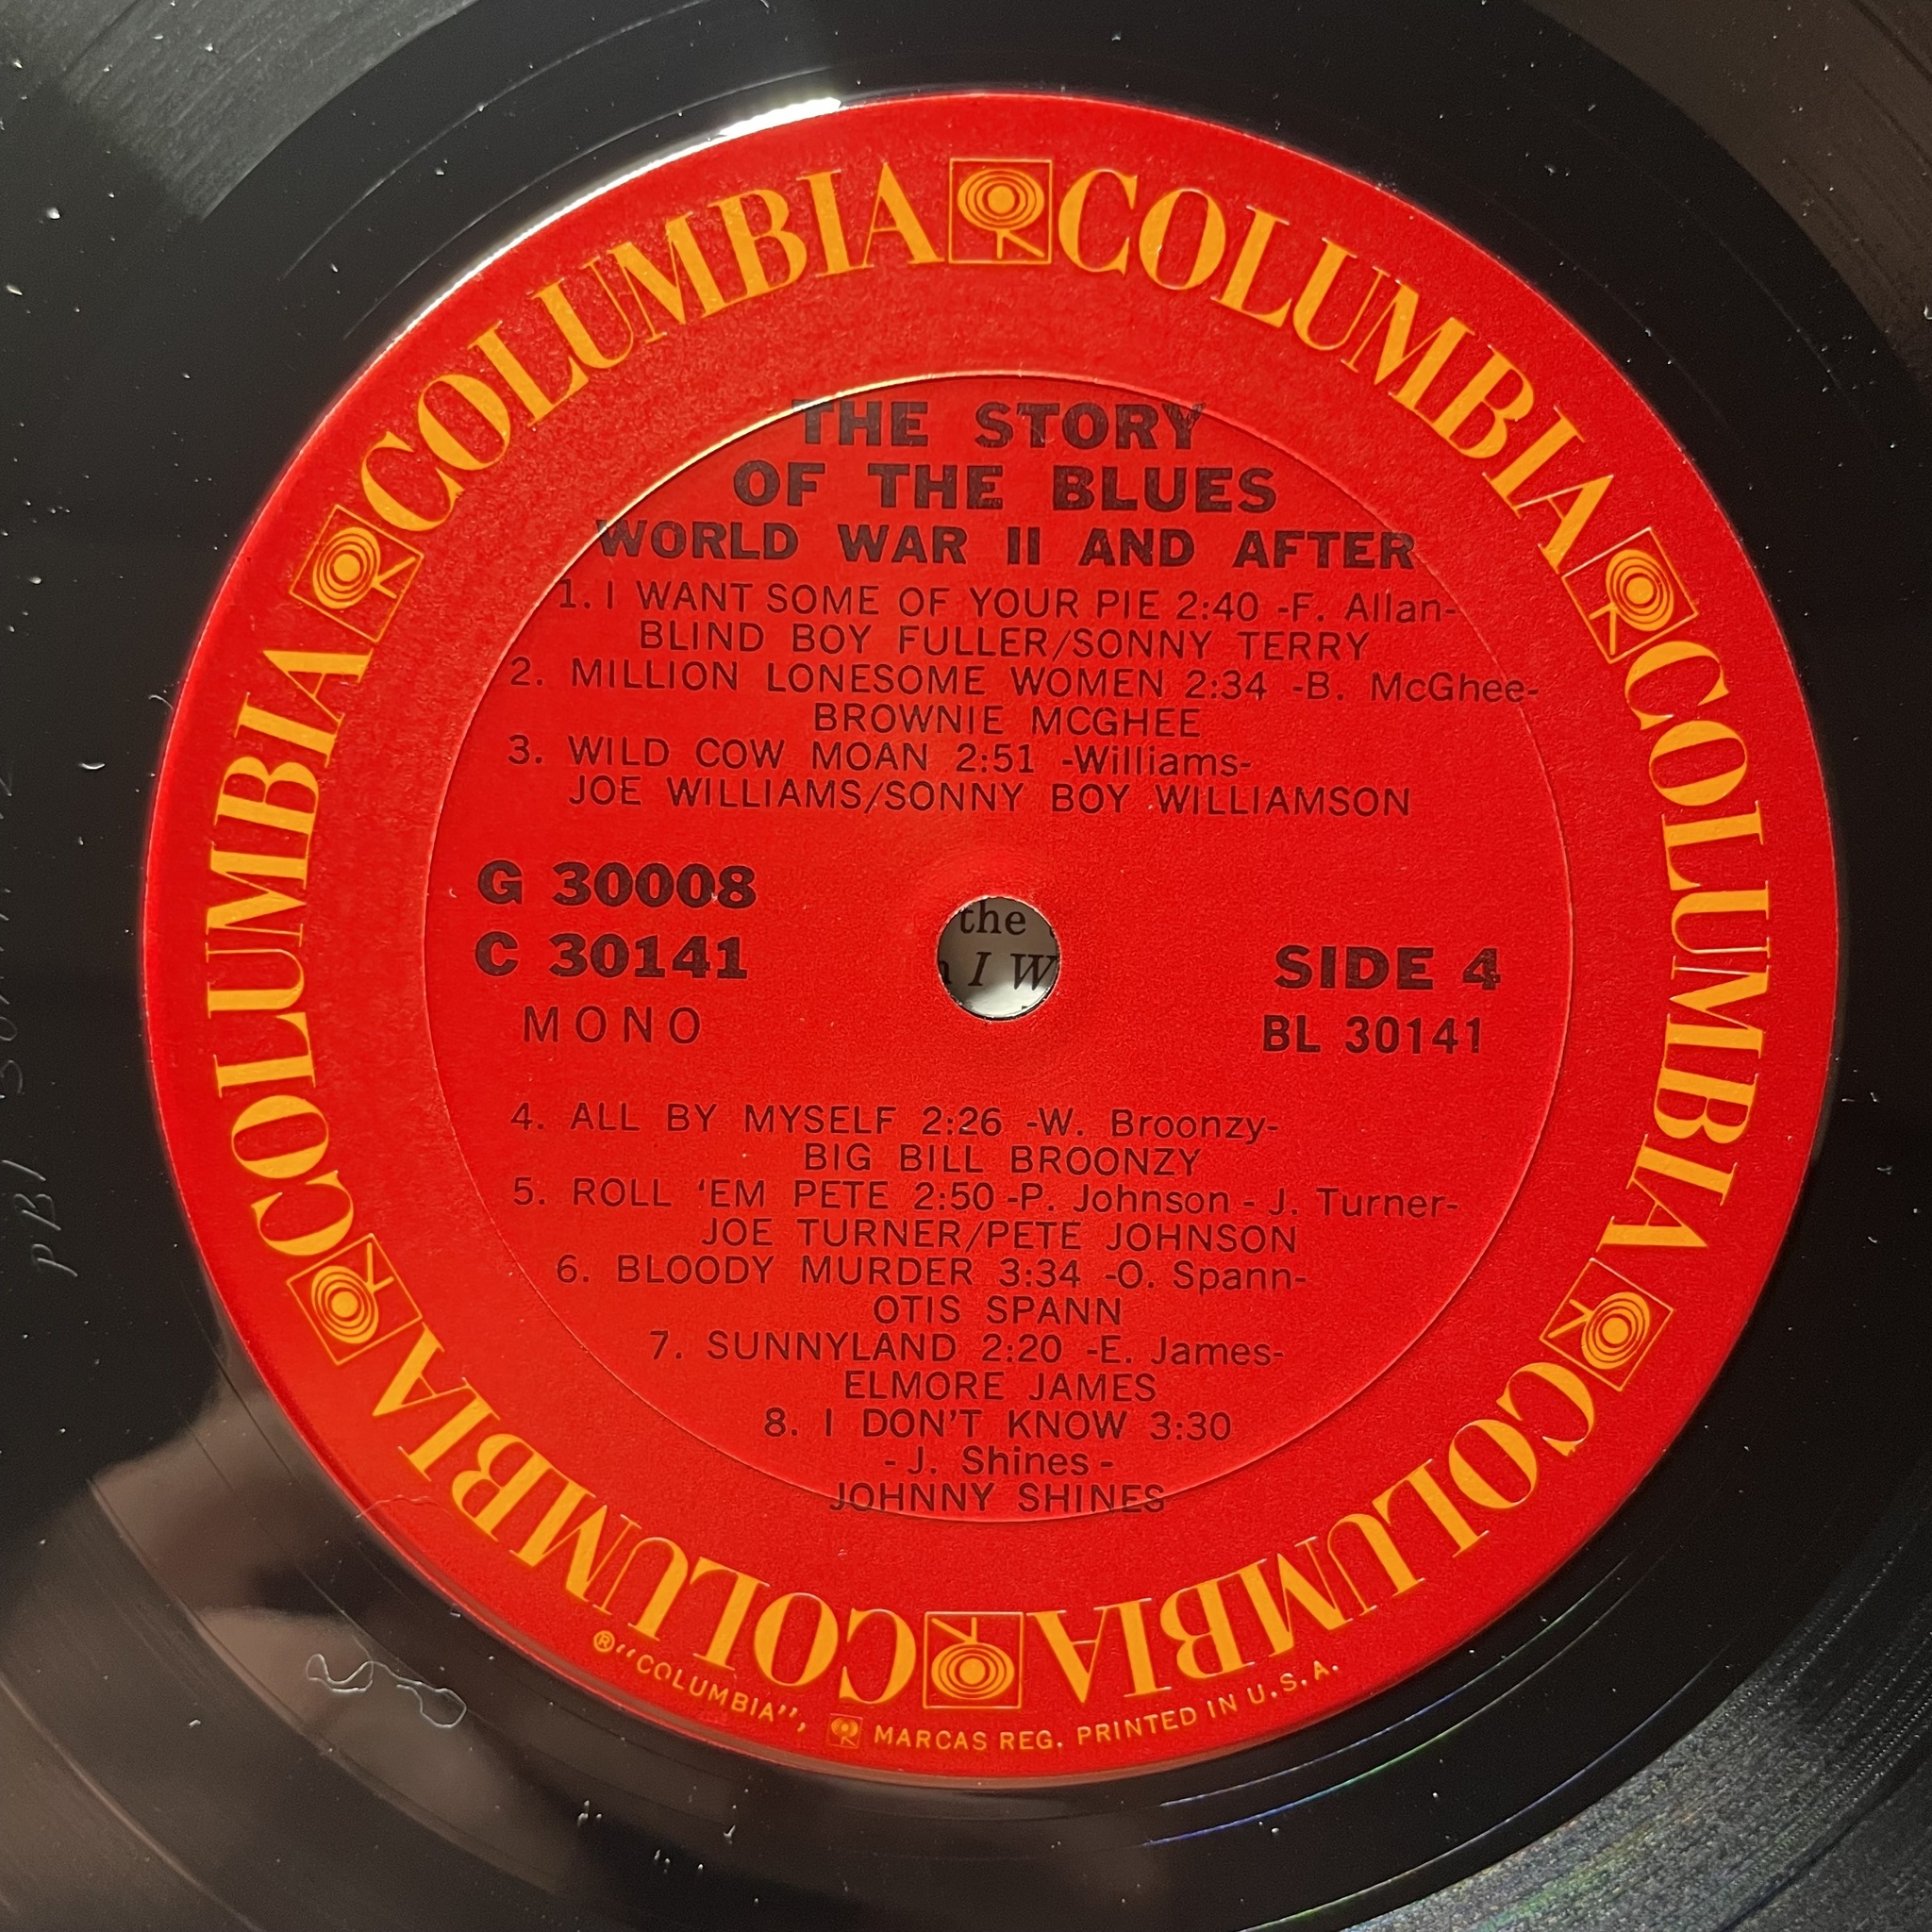 COLUMBIA COLUMBIA COLUMBIA COLUMBIA COLUMBIA COLUMBIA
THE STORY
OF THE BLUES
WORLD WAR II AND AFTER
1. I WANT SOME OF YOUR PIE 2:40 -F. Allan-
BLIND BOY FULLER/SONNY TERRY
2. MILLION LONESOME WOMEN 2:34 -B. McGhee-
BROWNIE MCGHEE
3. WILD COW MOAN 2:51 -Williams-
JOE WILLIAMS/SONNY BOY WILLIAMSON
G 30008
C 30141
MONO
the
I W
SIDE 4
BL 30141
4. ALL BY MYSELF 2:26 -W. Broonzy-
BIG BILL BROONZY
5. ROLL 'EM PETE 2:50 -P. Johnson - J. Turner-
JOE TURNER/PETE JOHNSON
6. BLOODY MURDER 3:34 -O. Spann-
OTIS SPANN
7. SUNNYLAND 2:20 -E. James-
ELMORE JAMES
8. I DON'T KNOW 3:30
- J. Shines -
JOHNNY SHINES
® "COLUMBIA", MARCAS REG. PRINTED IN U.S.A.